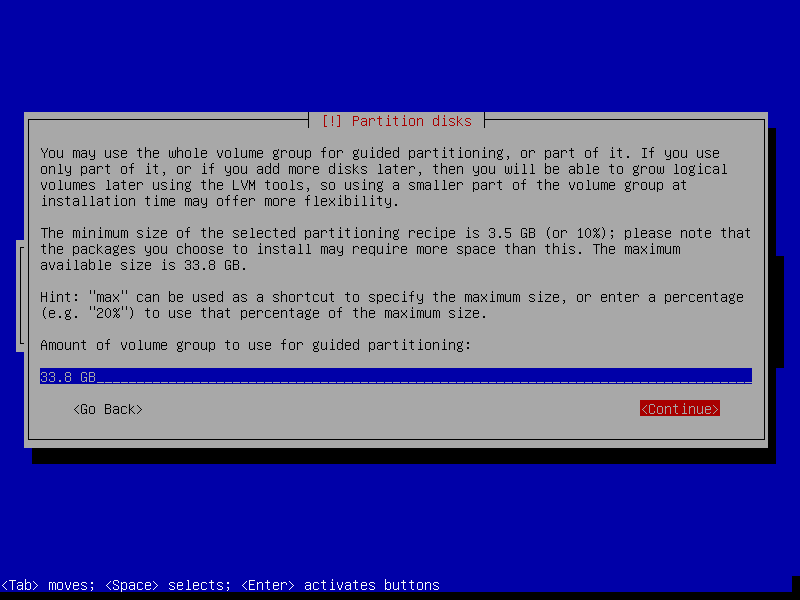 [!] Partition disks
You may use the whole volume group for guided partitioning, or part of it. If you use
only part of it, or if you add more disks later, then you will be able to grow logical
volumes later using the LVM tools, so using a smaller part of the volume group at
installation time may offer more flexibility.
The minimum size of the selected partitioning recipe is 3.5 GB (or 10%); please note that
the packages you choose to install may require more space than this. The maximum
available size is 33.8 GB.
Hint: "max" can be used as a shortcut to specify the maximum size, or enter a percentage
(e.g. "20%") to use that percentage of the maximum size.
Amount of volume group to use for guided partitioning:
33.8 GB
<Go Back> <Continue>
<Tab> moves; <Space> selects; <Enter> activates buttons